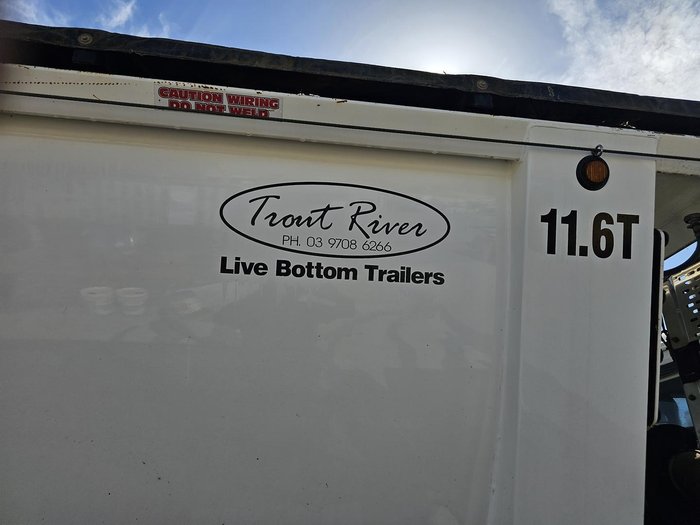 CAUTION WIRING
DO NOT WELD
Trout River
PH. 03 9708 6266
Live Bottom Trailers
11.6T